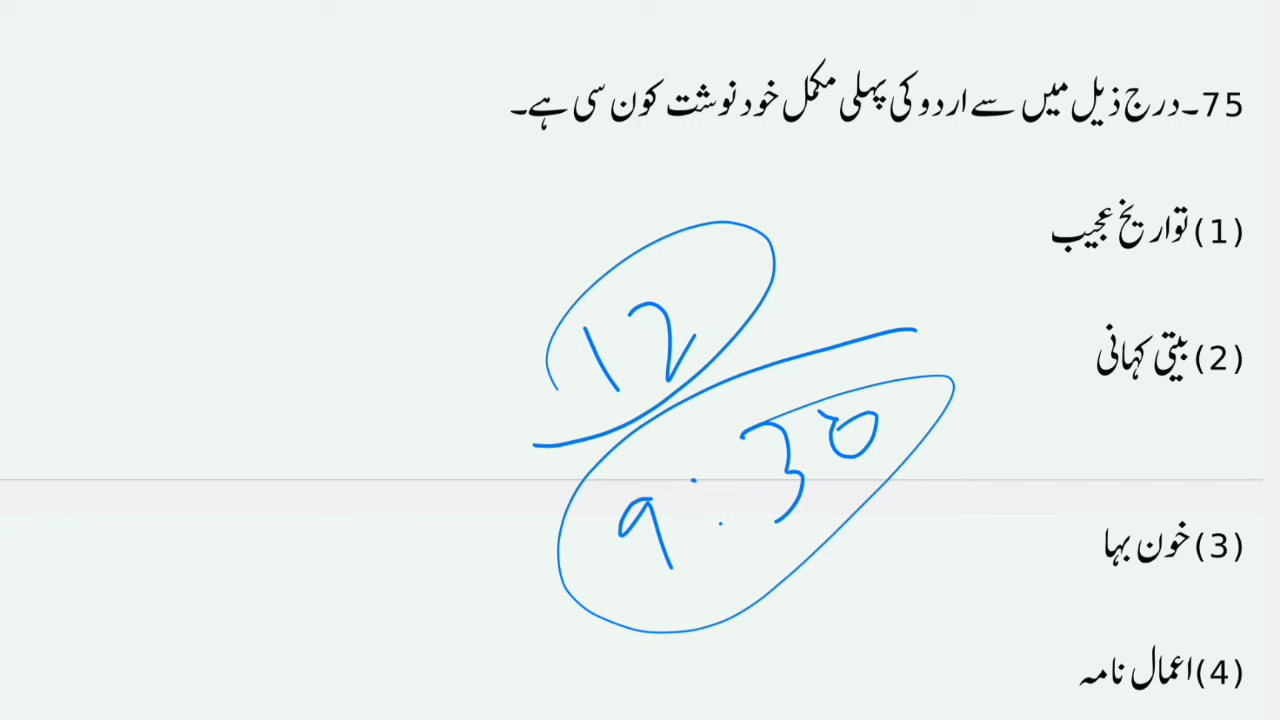 75۔درج ذیل میں سے اردو کی پہلی مکمل خود نوشت کون سی ہے۔
(1) تواریخ عجیب
(2) بیتی کہانی
12
9:30
(3) خون بہا
(4) اعمال نامہ